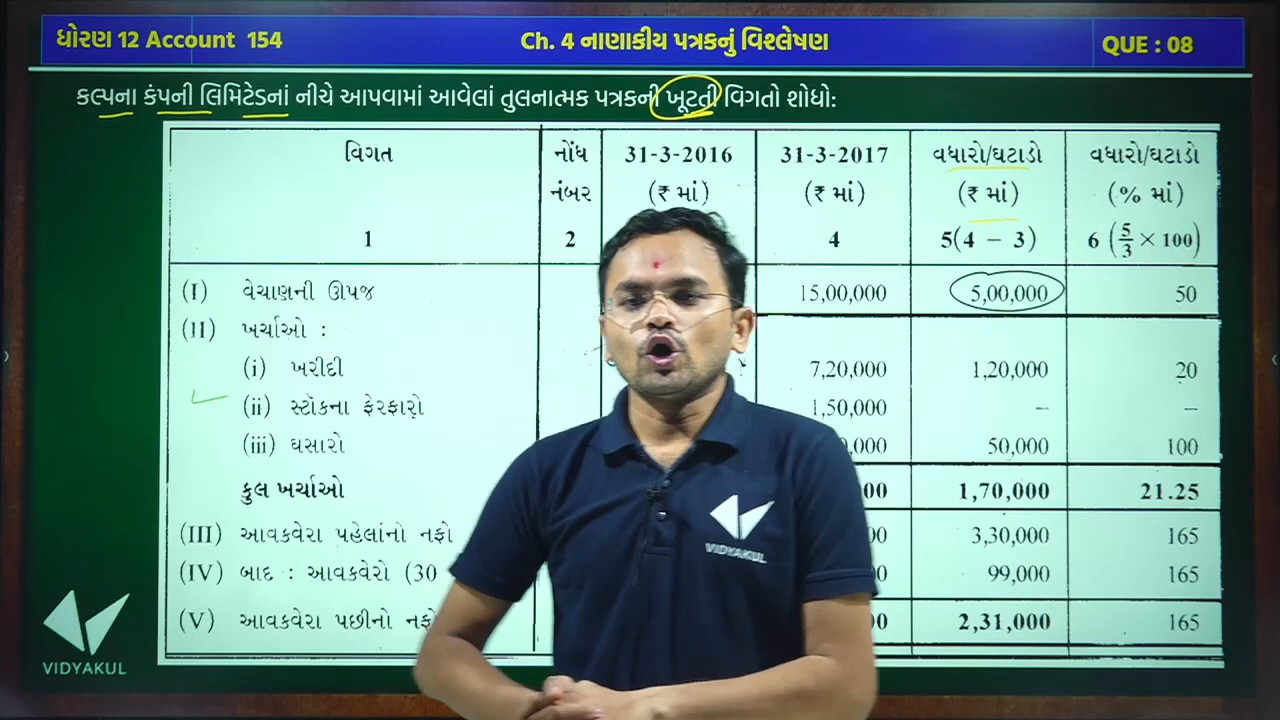 ધોરણ 12 Account 154
Ch. 4 નાણાકીય પત્રકનું વિશ્લેષણ
QUE : 08
કલ્પના કંપની લિમિટેડનાં નીચે આપવામાં આવેલાં તુલનાત્મક પત્રકની ખૂટતી વિગતો શોધો:
વિગત નોંધ 31-3-2016 31-3-2017 વધારો/ઘટાડો વધારો/ઘટાડો
નંબર (₹ માં) (₹ માં) (₹ માં) (% માં)
1 2 4 5(4 − 3) 6 (5/3 × 100)
(I) વેચાણની ઊપજ 15,00,000 5,00,000 50
(II) ખર્ચાઓ :
(i) ખરીદી 7,20,000 1,20,000 20
(ii) સ્ટૉકના ફેરફારો 1,50,000 – –
(iii) ઘસારો 50,000 100
કુલ ખર્ચાઓ 1,70,000 21.25
(III) આવકવેરા પહેલાંનો નફો 3,30,000 165
(IV) બાદ : આવકવેરો (30 99,000 165
(V) આવકવેરા પછીનો 2,31,000 165
VIDYAKUL
VIDYAKUL